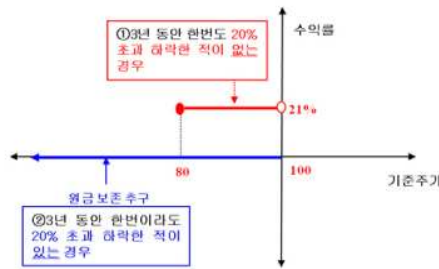 ①3년 동안 한번도 20%
초과 하락한 적이 없는
경우
수익률
21%
80
100
기준주가
원금 보존 추구
②3년 동안 한번이라도
20% 초과 하락한 적이
있는 경우